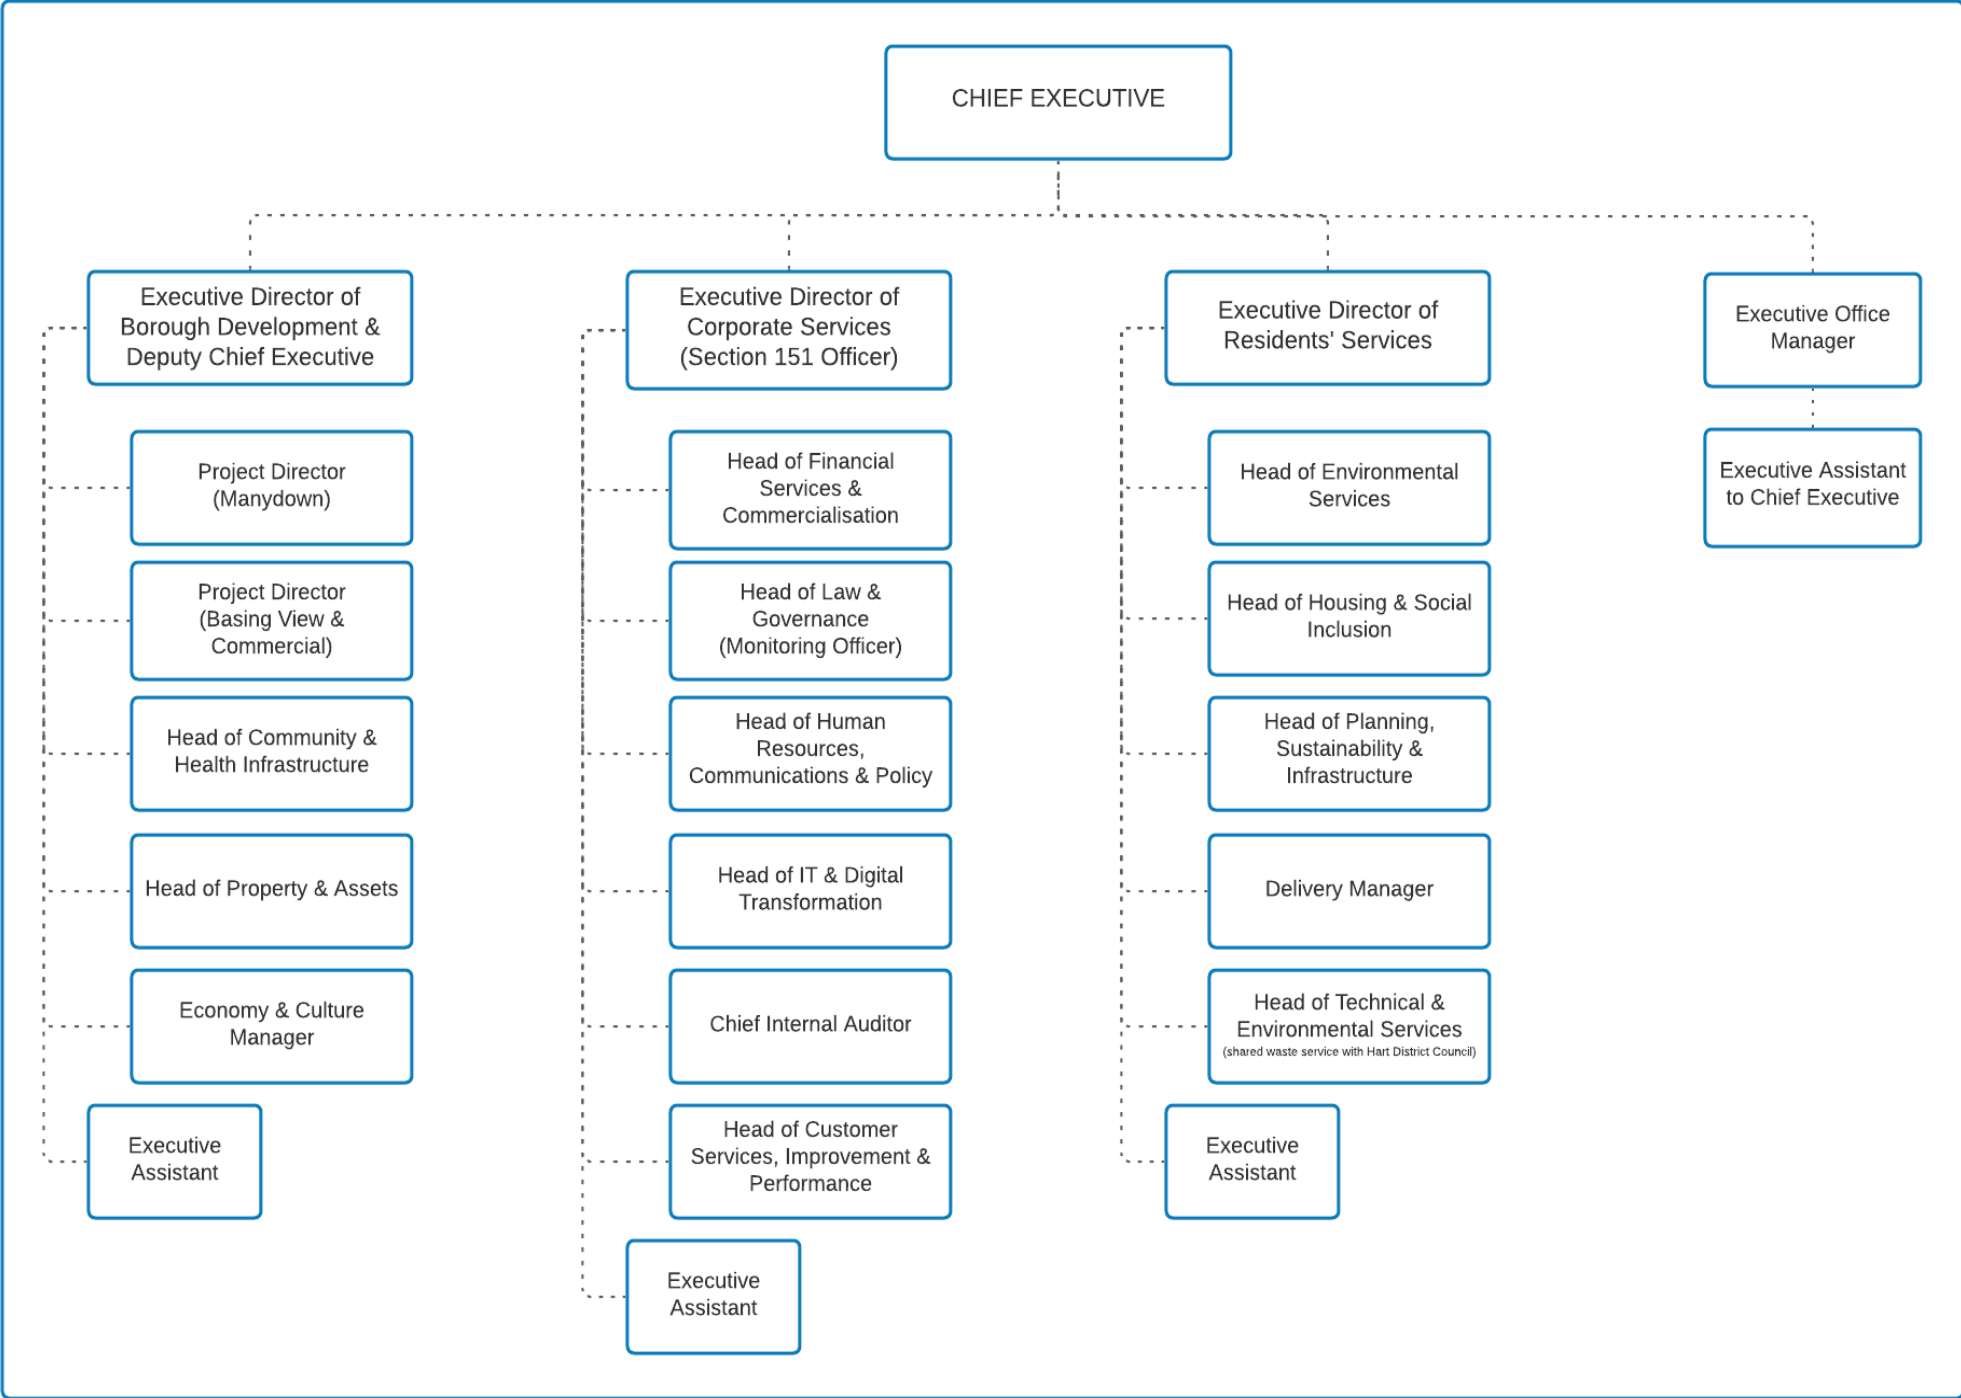 CHIEF EXECUTIVE
Executive Director of
Borough Development &
Deputy Chief Executive
Project Director
(Manydown)
Project Director
(Basing View &
Commercial)
Head of Community &
Health Infrastructure
Head of Property & Assets
Economy & Culture
Manager
Executive
Assistant
Executive Director of
Corporate Services
(Section 151 Officer)
Head of Financial
Services &
Commercialisation
Head of Law &
Governance
(Monitoring Officer)
Head of Human
Resources,
Communications & Policy
Head of IT & Digital
Transformation
Chief Internal Auditor
Head of Customer
Services, Improvement &
Performance
Executive
Assistant
Executive Director of
Residents' Services
Head of Environmental
Services
Head of Housing & Social
Inclusion
Head of Planning,
Sustainability &
Infrastructure
Delivery Manager
Head of Technical &
Environmental Services
(shared waste service with Hart District Council)
Executive
Assistant
Executive Office
Manager
Executive Assistant
to Chief Executive